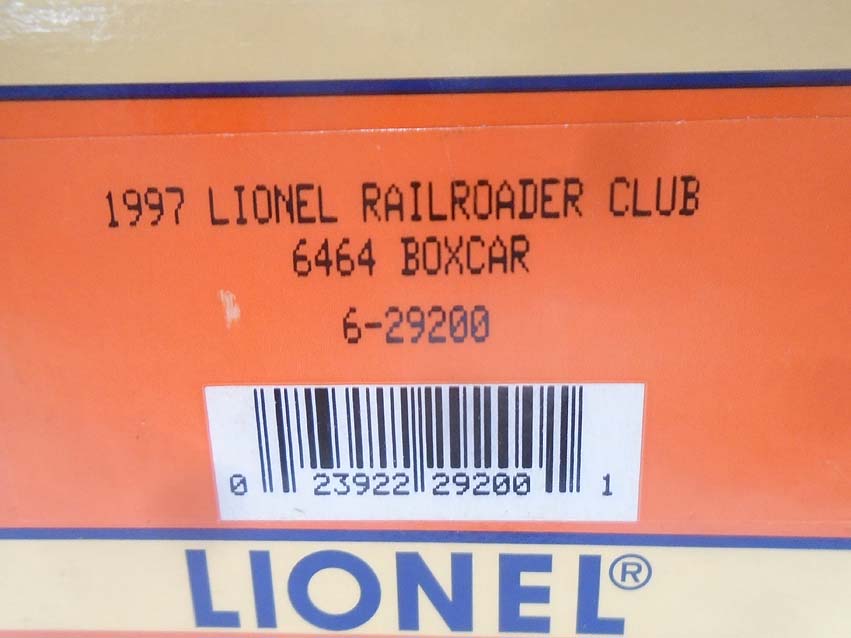 1997 LIONEL RAILROADER CLUB
6464 BOXCAR
6-29200
0 23922 29200 1
LIONEL®